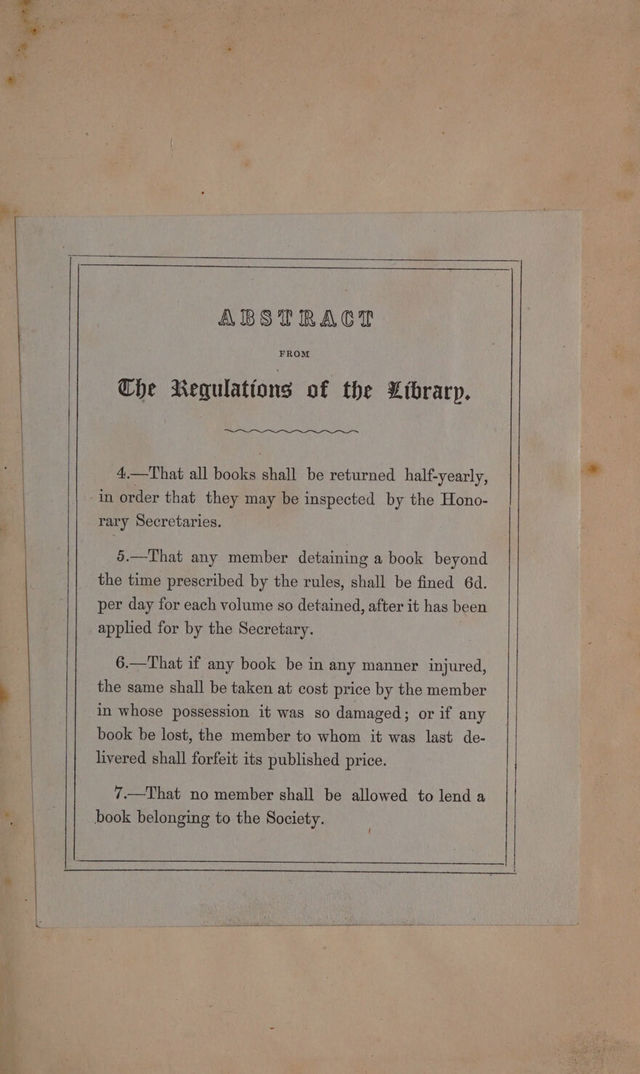 ABSTRACT
FROM
The Regulations of the Library.
4.—That all books shall be returned half-yearly,
in order that they may be inspected by the Hono-
rary Secretaries.
5.—That any member detaining a book beyond
the time prescribed by the rules, shall be fined 6d.
per day for each volume so detained, after it has been
applied for by the Secretary.
6.—That if any book be in any manner injured,
the same shall be taken at cost price by the member
in whose possession it was so damaged; or if any
book be lost, the member to whom it was last de-
livered shall forfeit its published price.
7.—That no member shall be allowed to lend a
book belonging to the Society.